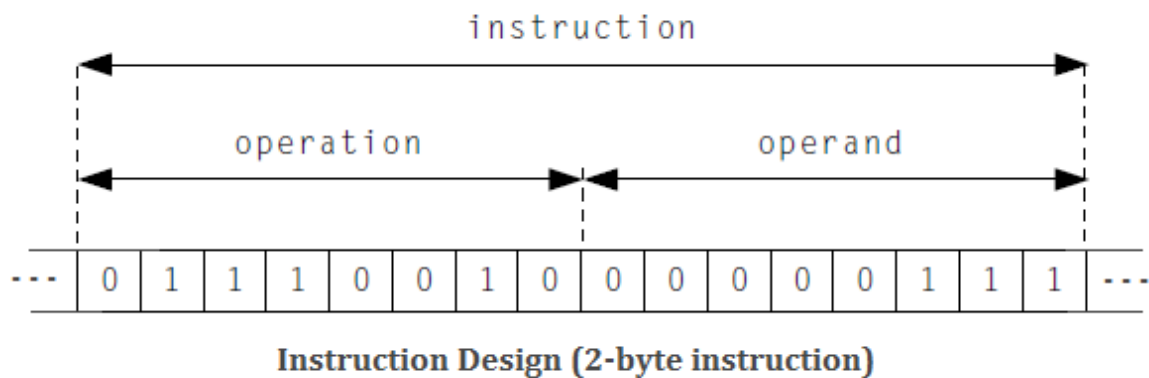 instruction
operation operand
--- 0 1 1 1 0 0 1 0 0 0 0 0 0 1 1 1 ---
Instruction Design (2-byte instruction)